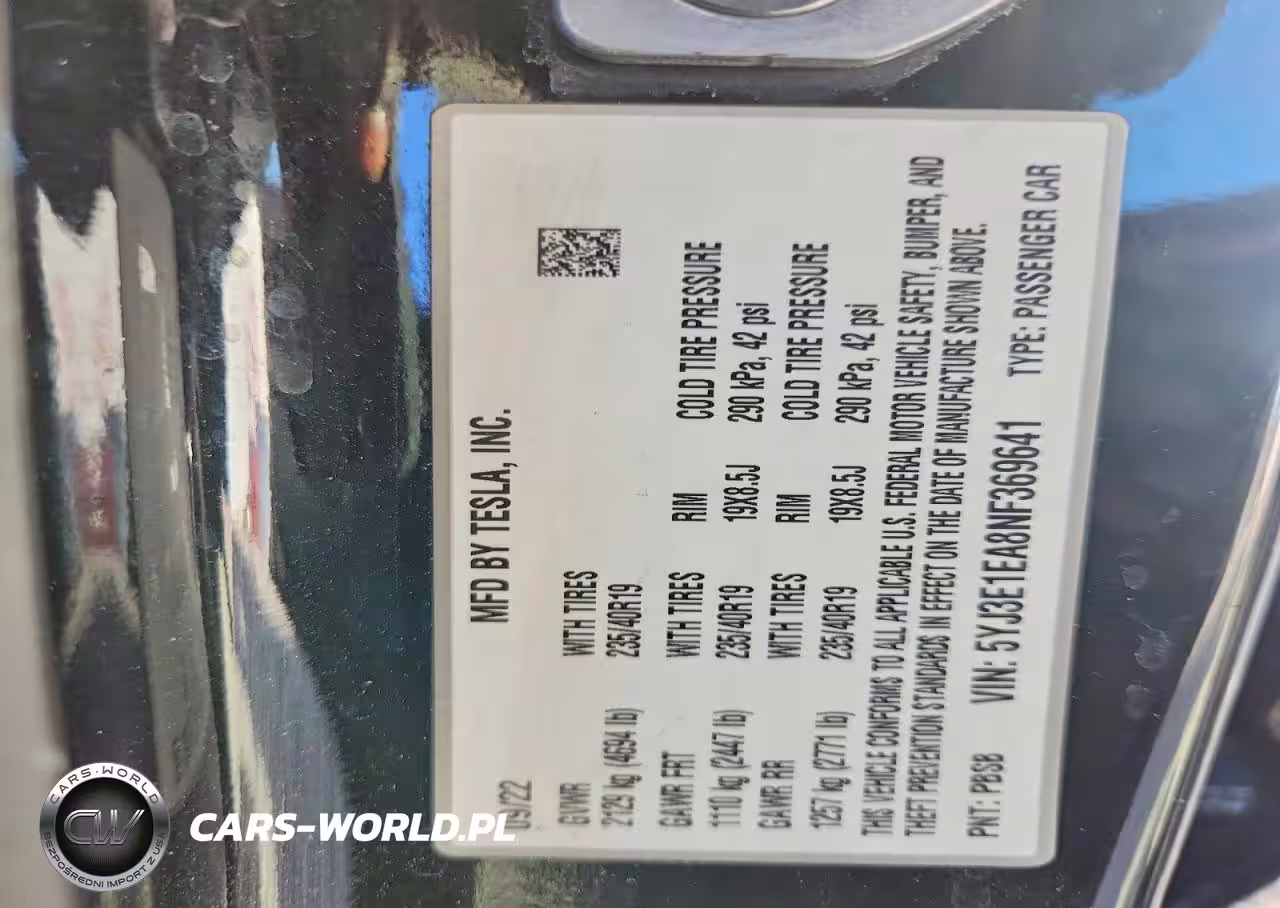 09/22
MFD BY TESLA, INC.
GVWR WITH TIRES
2129 kg (4694 lb) 235/40R19
GAWR FRT WITH TIRES RIM COLD TIRE PRESSURE
1110 kg (2447 lb) 235/40R19 19X8.5J 290 kPa, 42 psi
GAWR RR WITH TIRES RIM COLD TIRE PRESSURE
1257 kg (2771 lb) 235/40R19 19X8.5J 290 kPa, 42 psi
THIS VEHICLE CONFORMS TO ALL APPLICABLE U.S. FEDERAL MOTOR VEHICLE SAFETY, BUMPER, AND
THEFT PREVENTION STANDARDS IN EFFECT ON THE DATE OF MANUFACTURE SHOWN ABOVE.
PNT: PBSB VIN: 5YJ3E1EA8NF369641 TYPE: PASSENGER CAR
CARS-WORLD
CW
BEZPOŚREDNI IMPORT Z USA
CARS-WORLD.PL